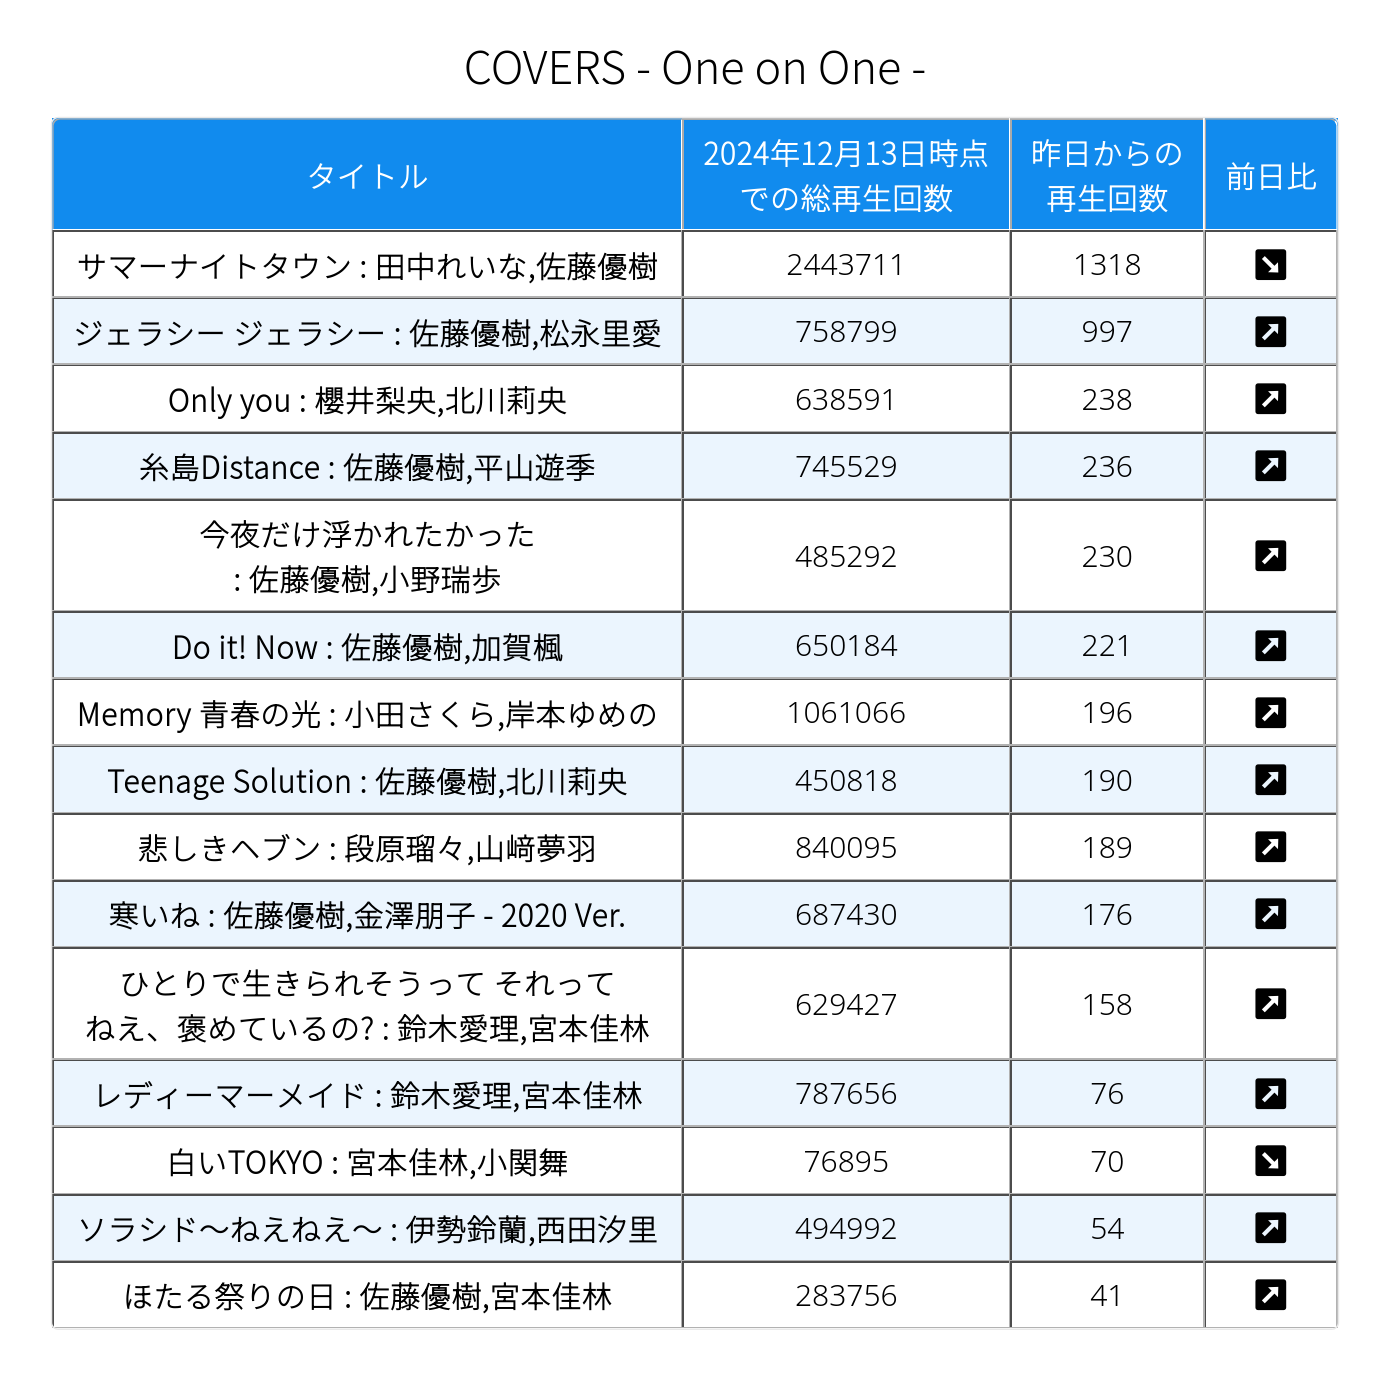 COVERS - One on One -
タイトル
2024年12月13日時点
での総再生回数
昨日からの
再生回数
前日比
サマーナイトタウン : 田中れいな,佐藤優樹
2443711
1318
ジェラシー ジェラシー : 佐藤優樹,松永里愛
758799
997
Only you : 櫻井梨央,北川莉央
638591
238
糸島Distance : 佐藤優樹,平山遊季
745529
236
今夜だけ浮かれたかった
: 佐藤優樹,小野瑞歩
485292
230
Do it! Now : 佐藤優樹,加賀楓
650184
221
Memory 青春の光 : 小田さくら,岸本ゆめの
1061066
196
Teenage Solution : 佐藤優樹,北川莉央
450818
190
悲しきヘブン : 段原瑠々,山﨑夢羽
840095
189
寒いね : 佐藤優樹,金澤朋子 - 2020 Ver.
687430
176
ひとりで生きられそうって それって
ねえ、褒めているの? : 鈴木愛理,宮本佳林
629427
158
レディーマーメイド : 鈴木愛理,宮本佳林
787656
76
白いTOKYO : 宮本佳林,小関舞
76895
70
ソラシド～ねえねえ～ : 伊勢鈴蘭,西田汐里
494992
54
ほたる祭りの日 : 佐藤優樹,宮本佳林
283756
41